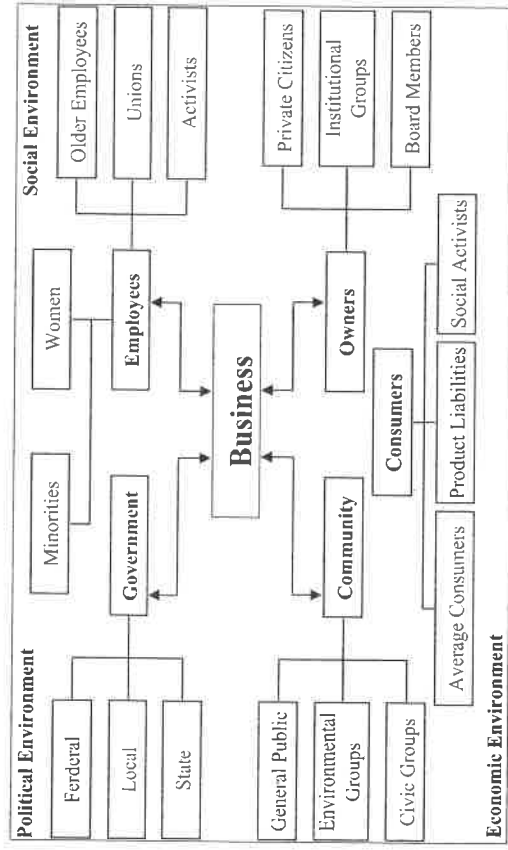 Political Environment
Social Environment
Minorities
Women
Ferderal
Local
State
Government
Employees
Older Employees
Unions
Activists
Business
General Public
Environmental
Groups
Civic Groups
Community
Owners
Private Citizens
Institutional
Groups
Board Members
Consumers
Average Consumers
Product Liabilities
Social Activists
Economic Environment